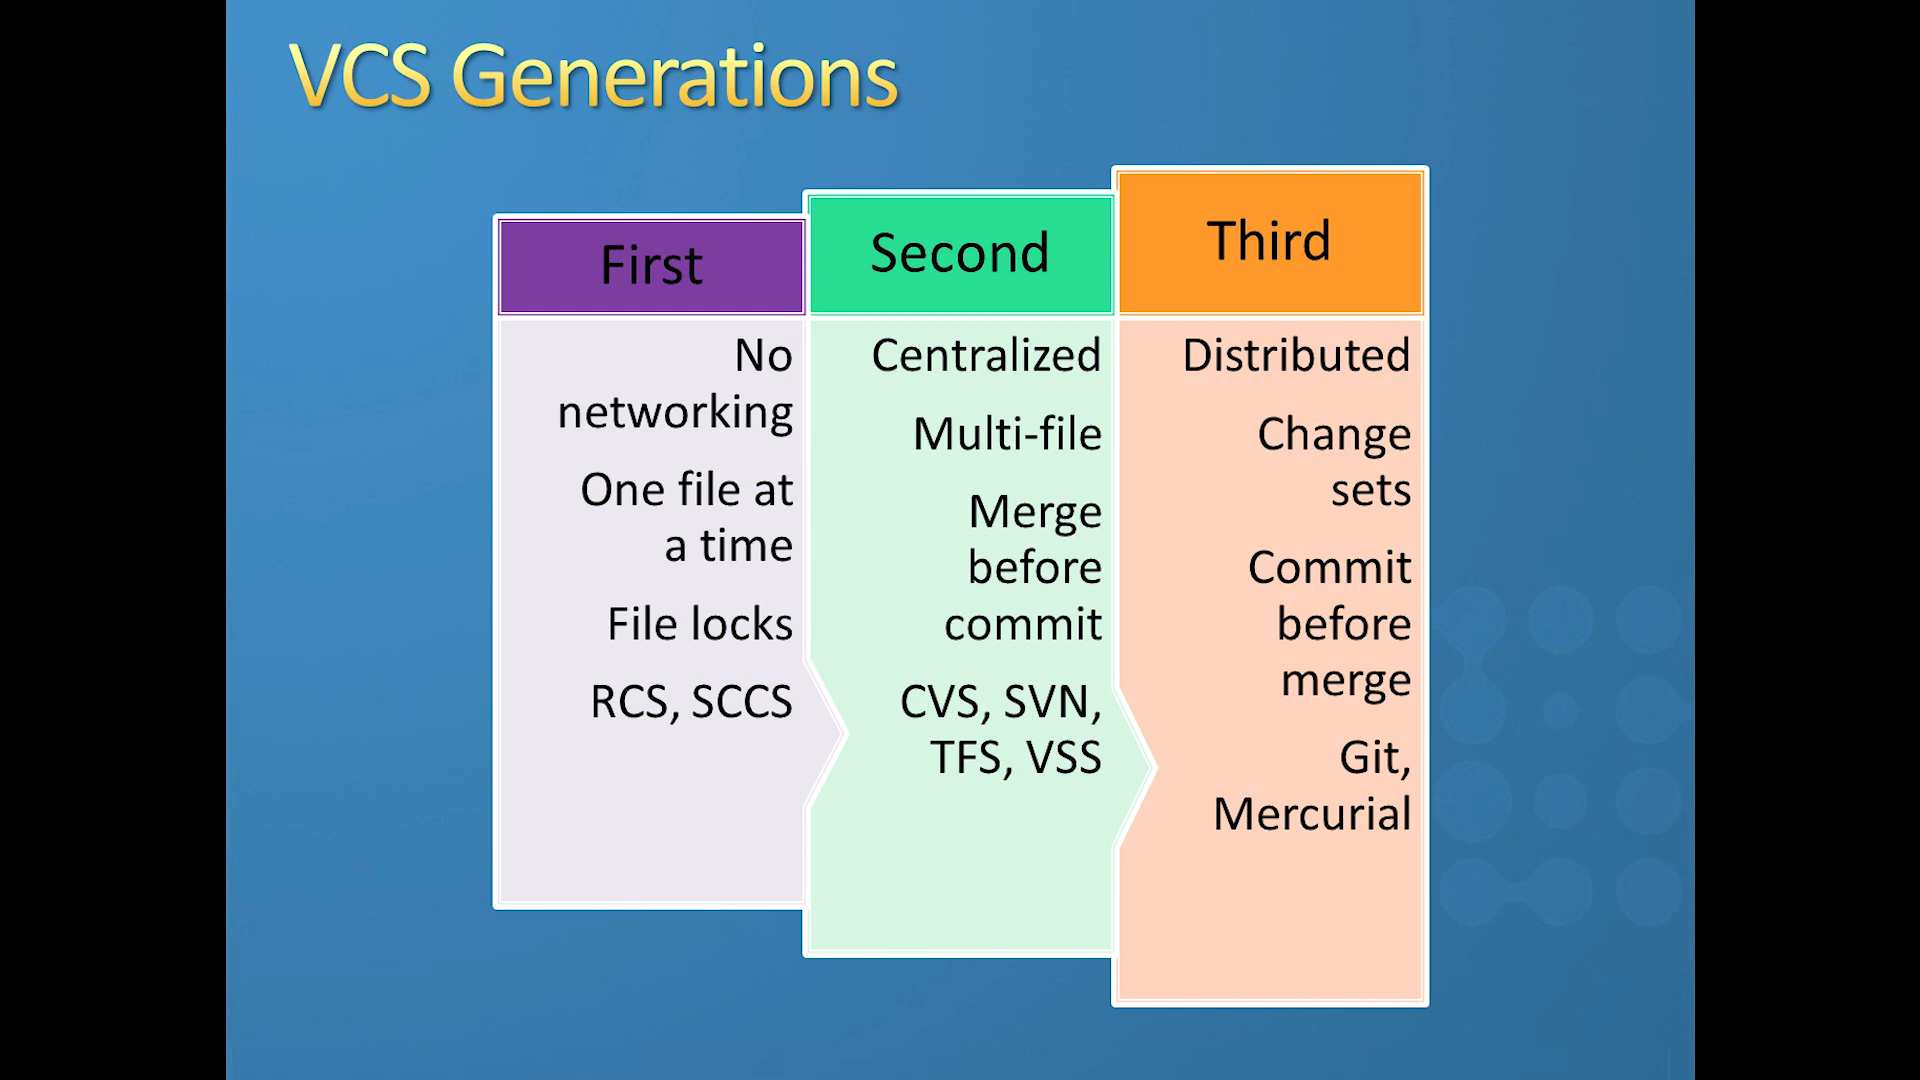 VCS Generations
First
No
networking
One file at
a time
File locks
RCS, SCCS
Second
Centralized
Multi-file
Merge
before
commit
CVS, SVN,
TFS, VSS
Third
Distributed
Change
sets
Commit
before
merge
Git,
Mercurial